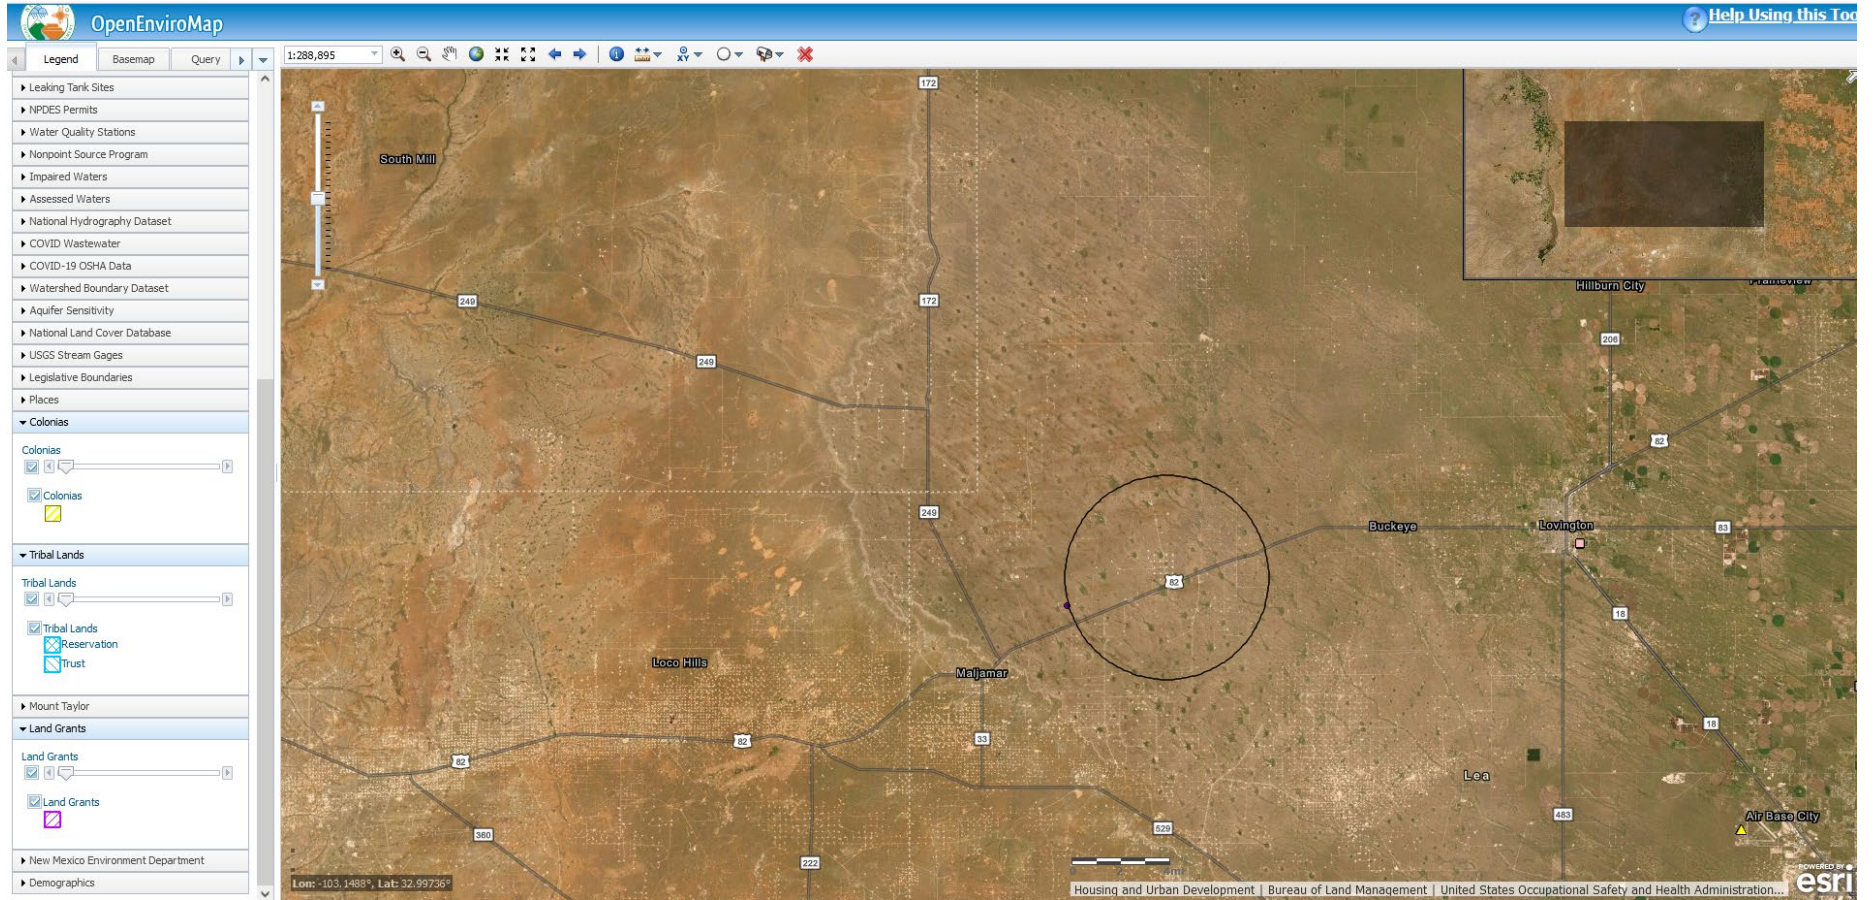 OpenEnviroMap
Help Using this Too
Legend
Basemap
Query
1:288,895
Leaking Tank Sites
NPDES Permits
Water Quality Stations
Nonpoint Source Program
Impaired Waters
Assessed Waters
National Hydrography Dataset
COVID Wastewater
COVID-19 OSHA Data
Watershed Boundary Dataset
Aquifer Sensitivity
National Land Cover Database
USGS Stream Gages
Legislative Boundaries
Places
Colonias
Colonias
Colonias
Tribal Lands
Tribal Lands
Tribal Lands
Reservation
Trust
Mount Taylor
Land Grants
Land Grants
Land Grants
New Mexico Environment Department
Demographics
172
South Mill
Hillburn City
Prairieview
249
172
206
249
82
249
Buckeye
Lovington
83
82
18
Loco Hills
Maljamar
18
82
33
82
Lea
483
Air Base City
360
529
222
0 2 4mi
Lon: -103.1488°, Lat: 32.99736°
Housing and Urban Development | Bureau of Land Management | United States Occupational Safety and Health Administration...
POWERED BY
esri